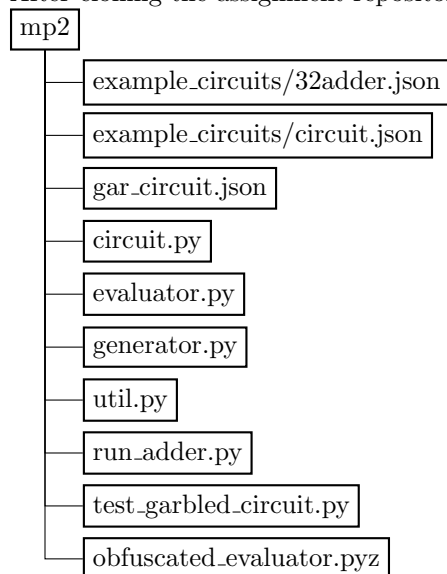 After cloning the assignment reposito
mp2
example_circuits/32adder.json
example_circuits/circuit.json
gar_circuit.json
circuit.py
evaluator.py
generator.py
util.py
run_adder.py
test_garbled_circuit.py
obfuscated_evaluator.pyz